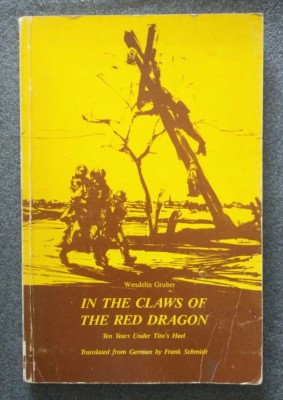 Wendelin Gruber
IN THE CLAWS OF
THE RED DRAGON
Ten Years Under Tito's Heel
Translated from German by Frank Schmidt